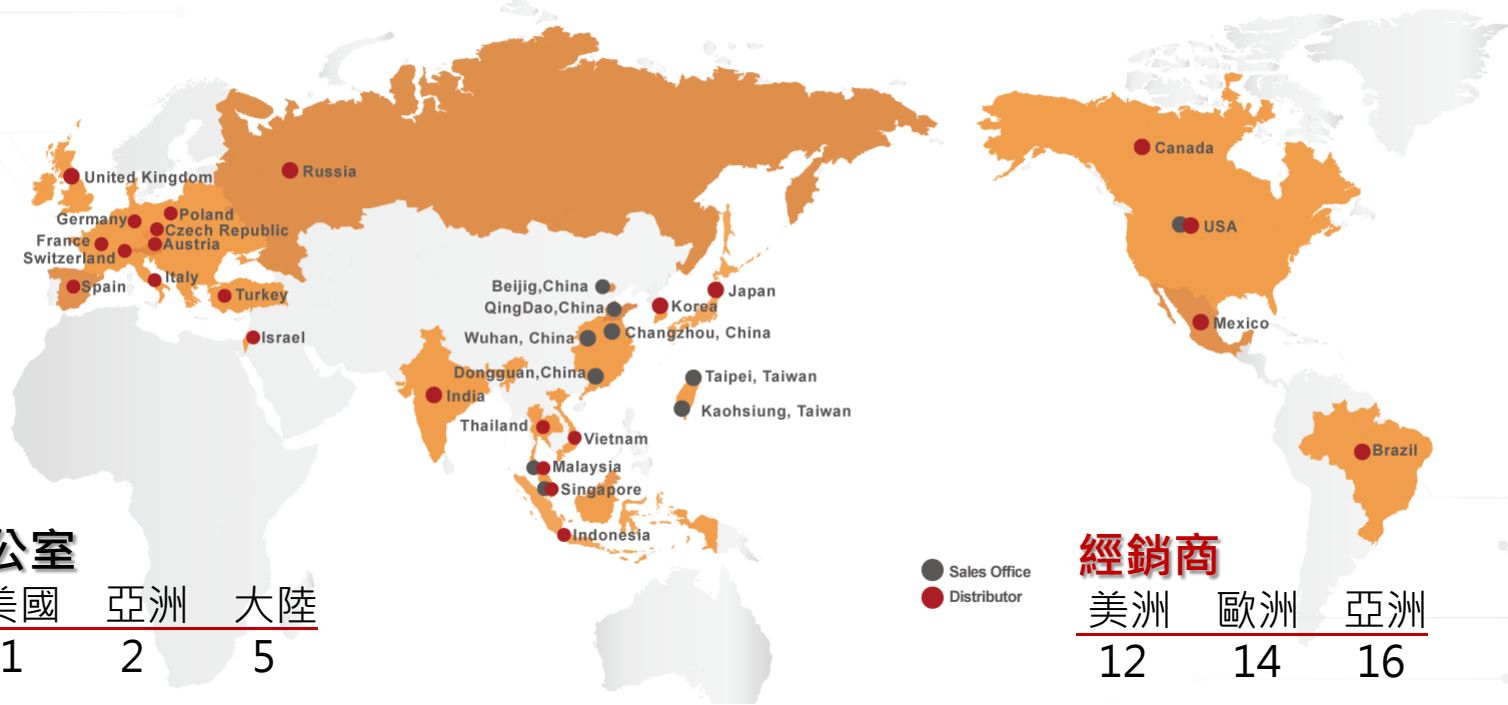 United Kingdom
Russia
Germany
Poland
Czech Republic
France
Austria
Switzerland
Italy
Spain
Turkey
Israel
Beijig,China
QingDao,China
Wuhan, China
Changzhou, China
Dongguan,China
Korea
Japan
Taipei, Taiwan
Kaohsiung, Taiwan
India
Thailand
Vietnam
Malaysia
Singapore
Indonesia
Canada
USA
Mexico
Brazil
公室
美國 亞洲 大陸
1 2 5
Sales Office
Distributor
經銷商
美洲 歐洲 亞洲
12 14 16